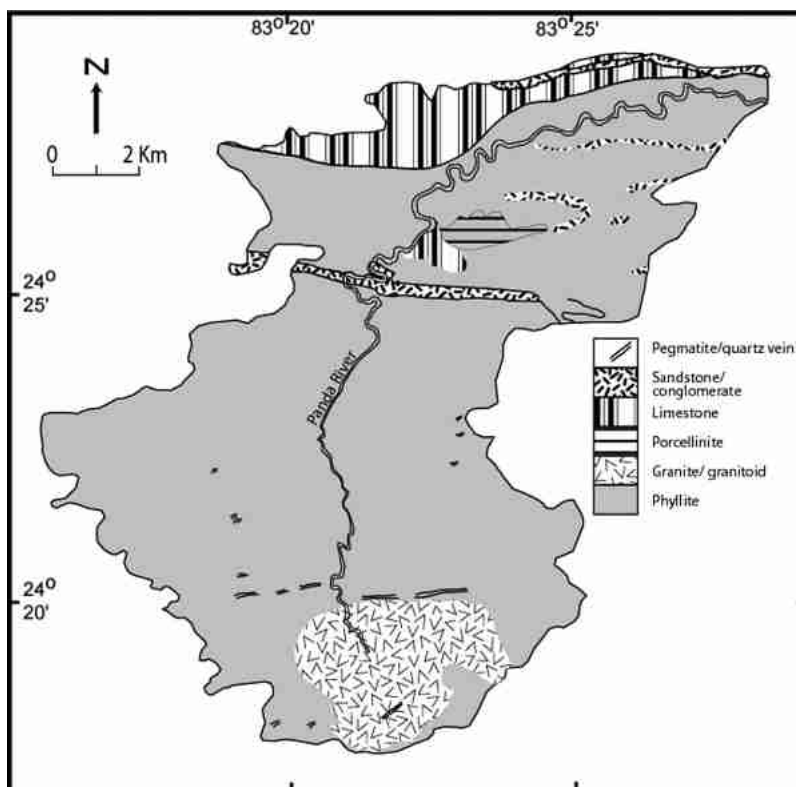 83° 20'
83° 25'
N
0 2 Km
24°
25'
Panda River
Pegmatite/quartz vein
Sandstone/
conglomerate
Limestone
Porcellinite
Granite/ granitoid
Phyllite
24°
20'